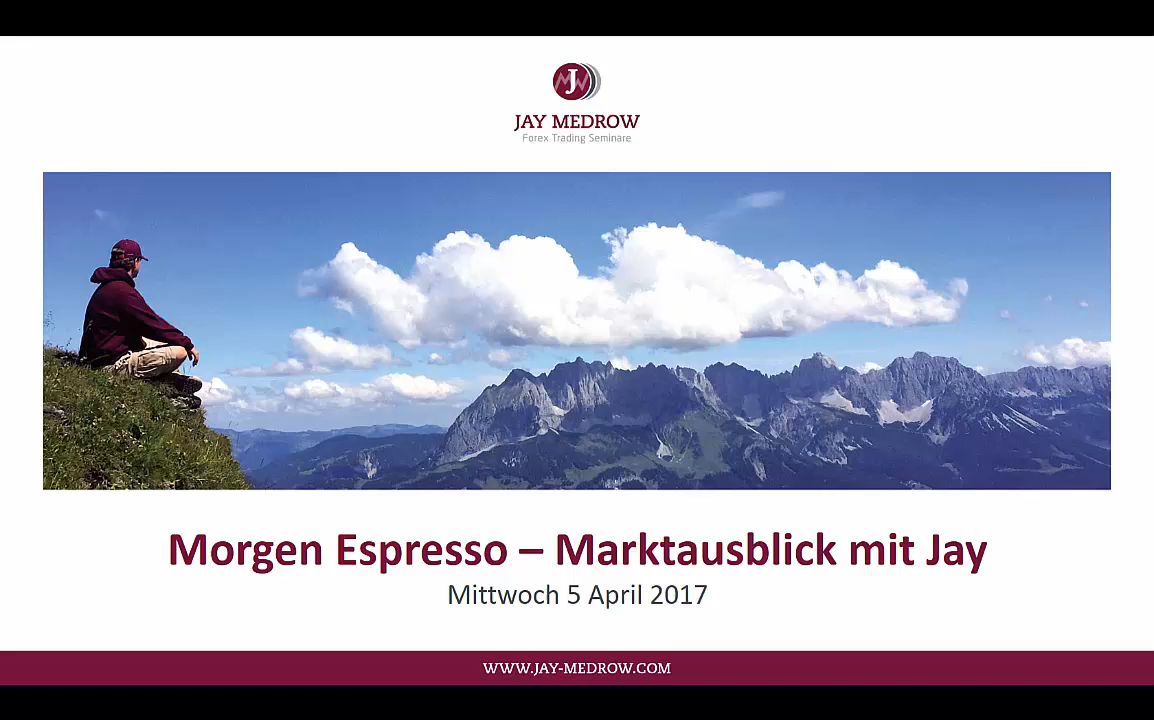 J
JAY MEDROW
Forex Trading Seminare
Morgen Espresso – Marktausblick mit Jay
Mittwoch 5 April 2017
WWW.JAY-MEDROW.COM